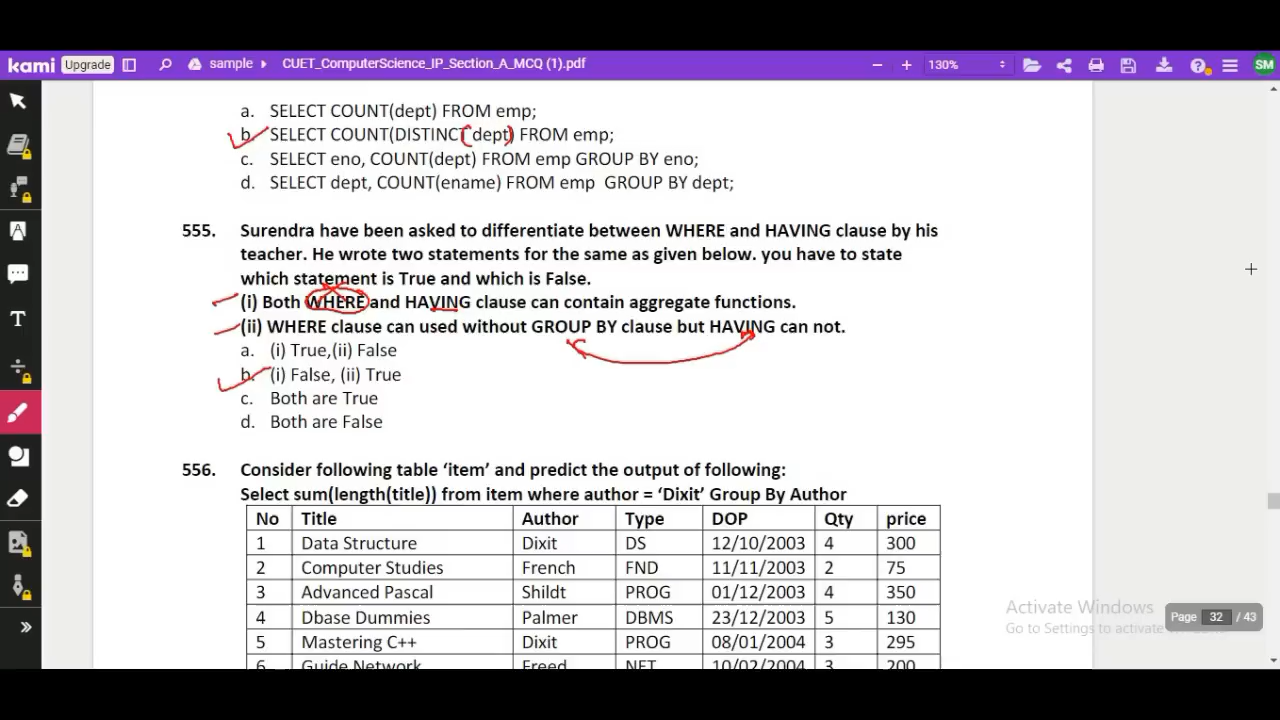 kami Upgrade sample CUET_ComputerScience_IP_Section_A_MCQ (1).pdf 130% SM
a. SELECT COUNT(dept) FROM emp;
b. SELECT COUNT(DISTINCT dept) FROM emp;
c. SELECT eno, COUNT(dept) FROM emp GROUP BY eno;
d. SELECT dept, COUNT(ename) FROM emp GROUP BY dept;
555. Surendra have been asked to differentiate between WHERE and HAVING clause by his
teacher. He wrote two statements for the same as given below. you have to state
which statement is True and which is False.
(i) Both WHERE and HAVING clause can contain aggregate functions.
(ii) WHERE clause can used without GROUP BY clause but HAVING can not.
a. (i) True,(ii) False
b. (i) False, (ii) True
c. Both are True
d. Both are False
556. Consider following table ‘item’ and predict the output of following:
Select sum(length(title)) from item where author = ‘Dixit’ Group By Author
No Title Author Type DOP Qty price
1 Data Structure Dixit DS 12/10/2003 4 300
2 Computer Studies French FND 11/11/2003 2 75
3 Advanced Pascal Shildt PROG 01/12/2003 4 350
4 Dbase Dummies Palmer DBMS 23/12/2003 5 130
5 Mastering C++ Dixit PROG 08/01/2004 3 295
6 Guide Network Freed NET 10/02/2004 3 200
Activate Windows
Go to Settings to activate
Page 32 / 43